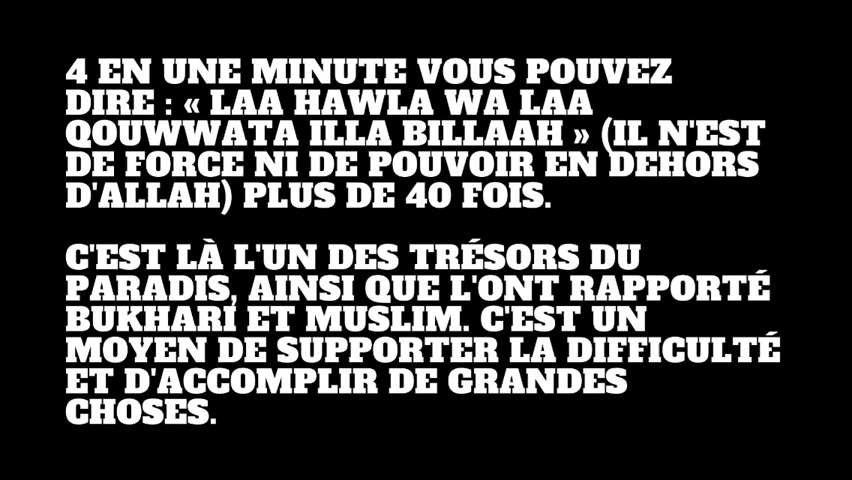 4 EN UNE MINUTE VOUS POUVEZ
DIRE : « LAA HAWLA WA LAA
QOUWWATA ILLA BILLAAH » (IL N'EST
DE FORCE NI DE POUVOIR EN DEHORS
D'ALLAH) PLUS DE 40 FOIS.
C'EST LÀ L'UN DES TRÉSORS DU
PARADIS, AINSI QUE L'ONT RAPPORTÉ
BUKHARI ET MUSLIM. C'EST UN
MOYEN DE SUPPORTER LA DIFFICULTÉ
ET D'ACCOMPLIR DE GRANDES
CHOSES.